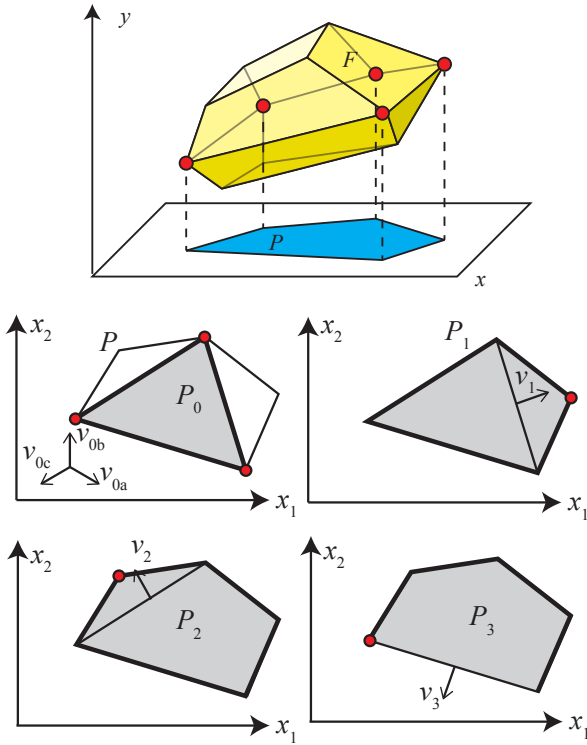 y
F
P
x
x₂
P
P₀
v₀b
v₀c
v₀a
x₁
x₂
P₁
v₁
x₁
x₂
v₂
P₂
x₁
x₂
P₃
v₃
x₁